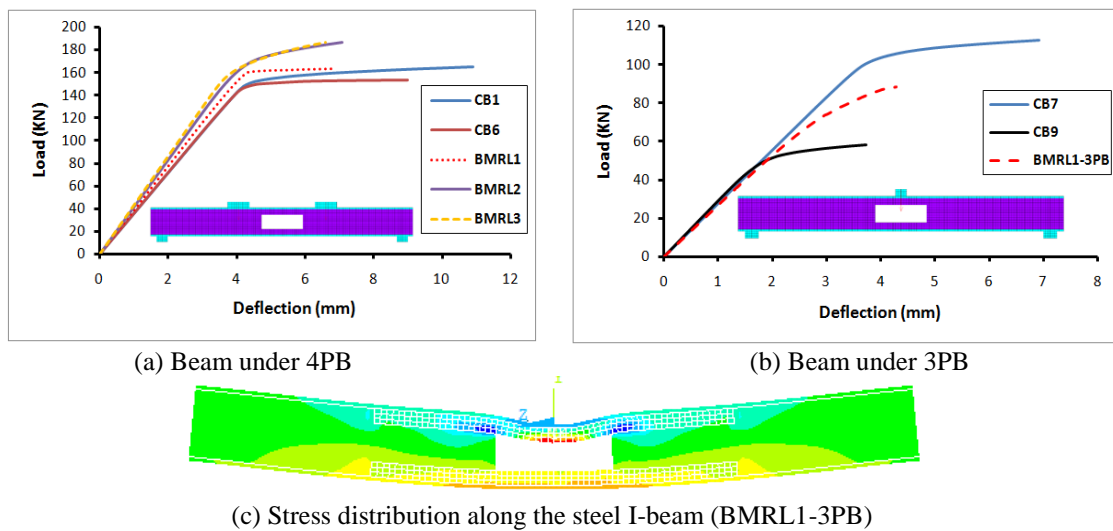 200
180
160
140
120
100
80
60
40
20
0
Load (KN)
0 2 4 6 8 10 12
Deflection (mm)
CB1
CB6
BMRL1
BMRL2
BMRL3
(a) Beam under 4PB
120
100
80
60
40
20
0
Load (KN)
0 1 2 3 4 5 6 7 8
Deflection (mm)
CB7
CB9
BMRL1-3PB
(b) Beam under 3PB
Z
(c) Stress distribution along the steel I-beam (BMRL1-3PB)